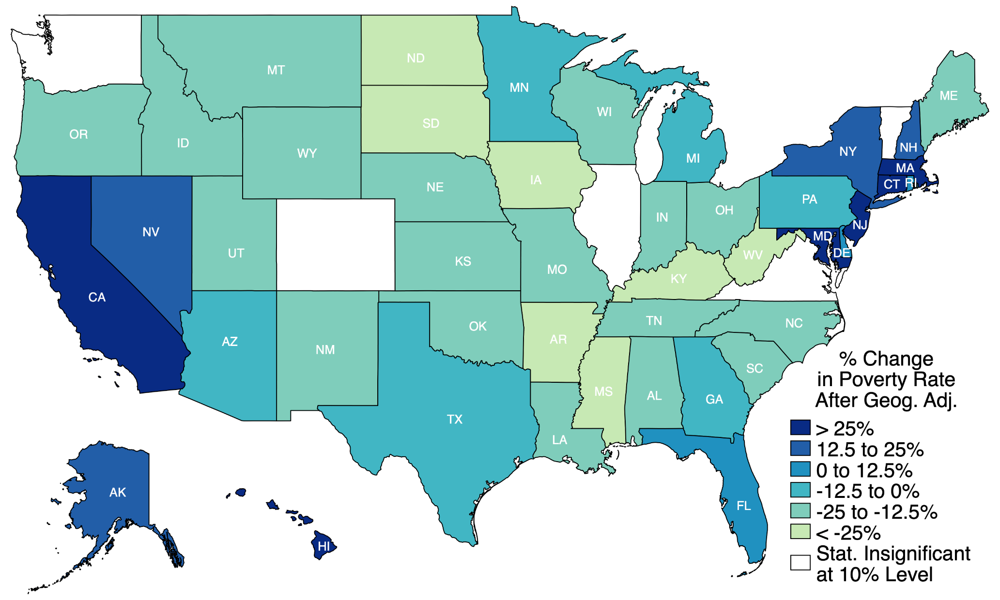 ND
MT
MN
ME
WI
SD
OR
ID
NH
NY
WY
MI
MA
IA
CT
RI
NE
PA
OH
IN
NJ
NV
MD
UT
DE
WV
KS
MO
KY
CA
TN
NC
OK
AR
AZ
NM
% Change
in Poverty Rate
After Geog. Adj.
SC
MS
AL
GA
TX
> 25%
LA
12.5 to 25%
0 to 12.5%
-12.5 to 0%
AK
FL
-25 to -12.5%
< -25%
HI
Stat. Insignificant
at 10% Level